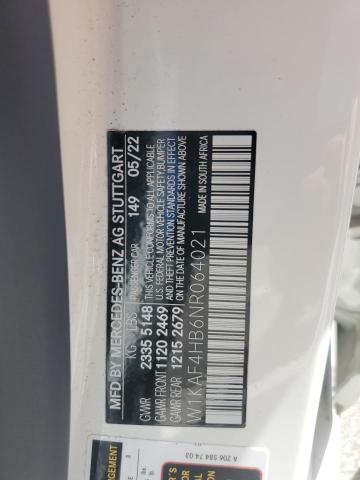 MFD.BY MERCEDES-BENZ AG STUTTGART
KG LBS PASSENGER CAR 149 05/22
GVWR 2335 5148 THIS VEHICLE CONFORMS TO ALL APPLICABLE
GAWR FRONT 1120 2469 U.S. FEDERAL MOTOR VEHICLE SAFETY, BUMPER
GAWR REAR 1215 2679 AND THEFT PREVENTION STANDARDS IN EFFECT
ON THE DATE OF MANUFACTURE SHOWN ABOVE
W1KAF4HB6NR064021 MADE IN SOUTH AFRICA
A 206 584 74 03